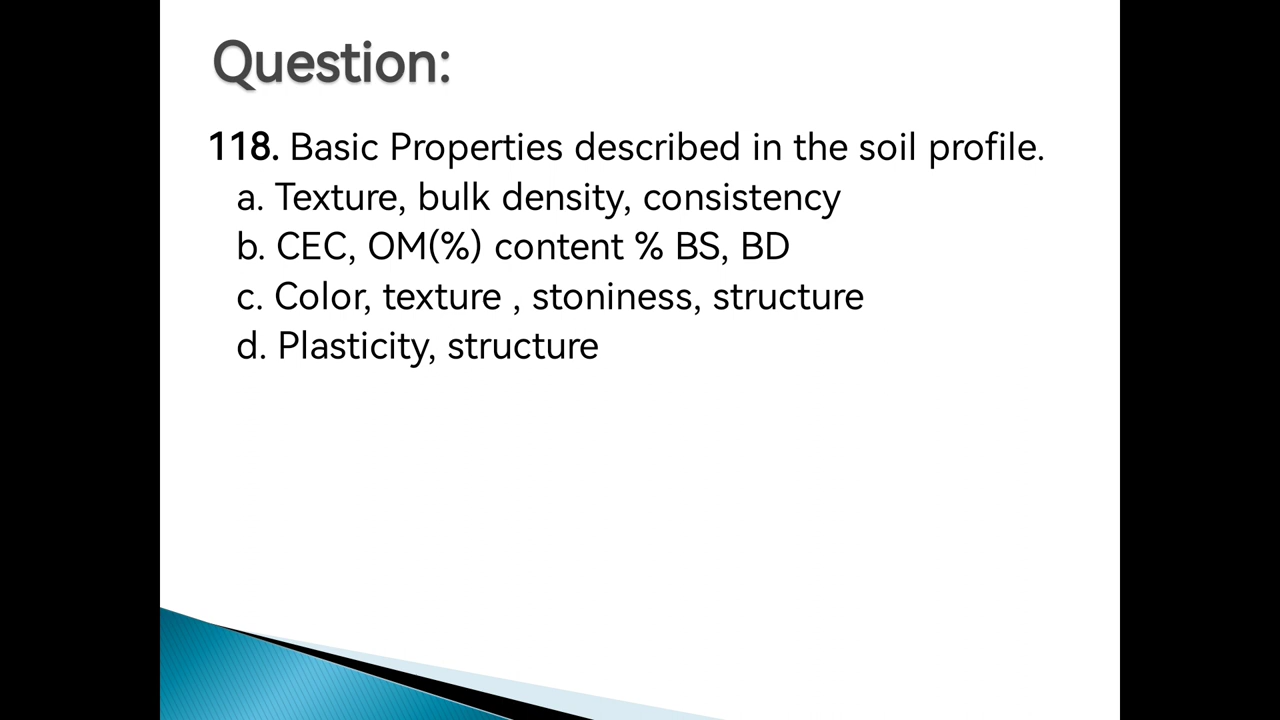 Question:
118. Basic Properties described in the soil profile.
a. Texture, bulk density, consistency
b. CEC, OM(%) content % BS, BD
c. Color, texture , stoniness, structure
d. Plasticity, structure